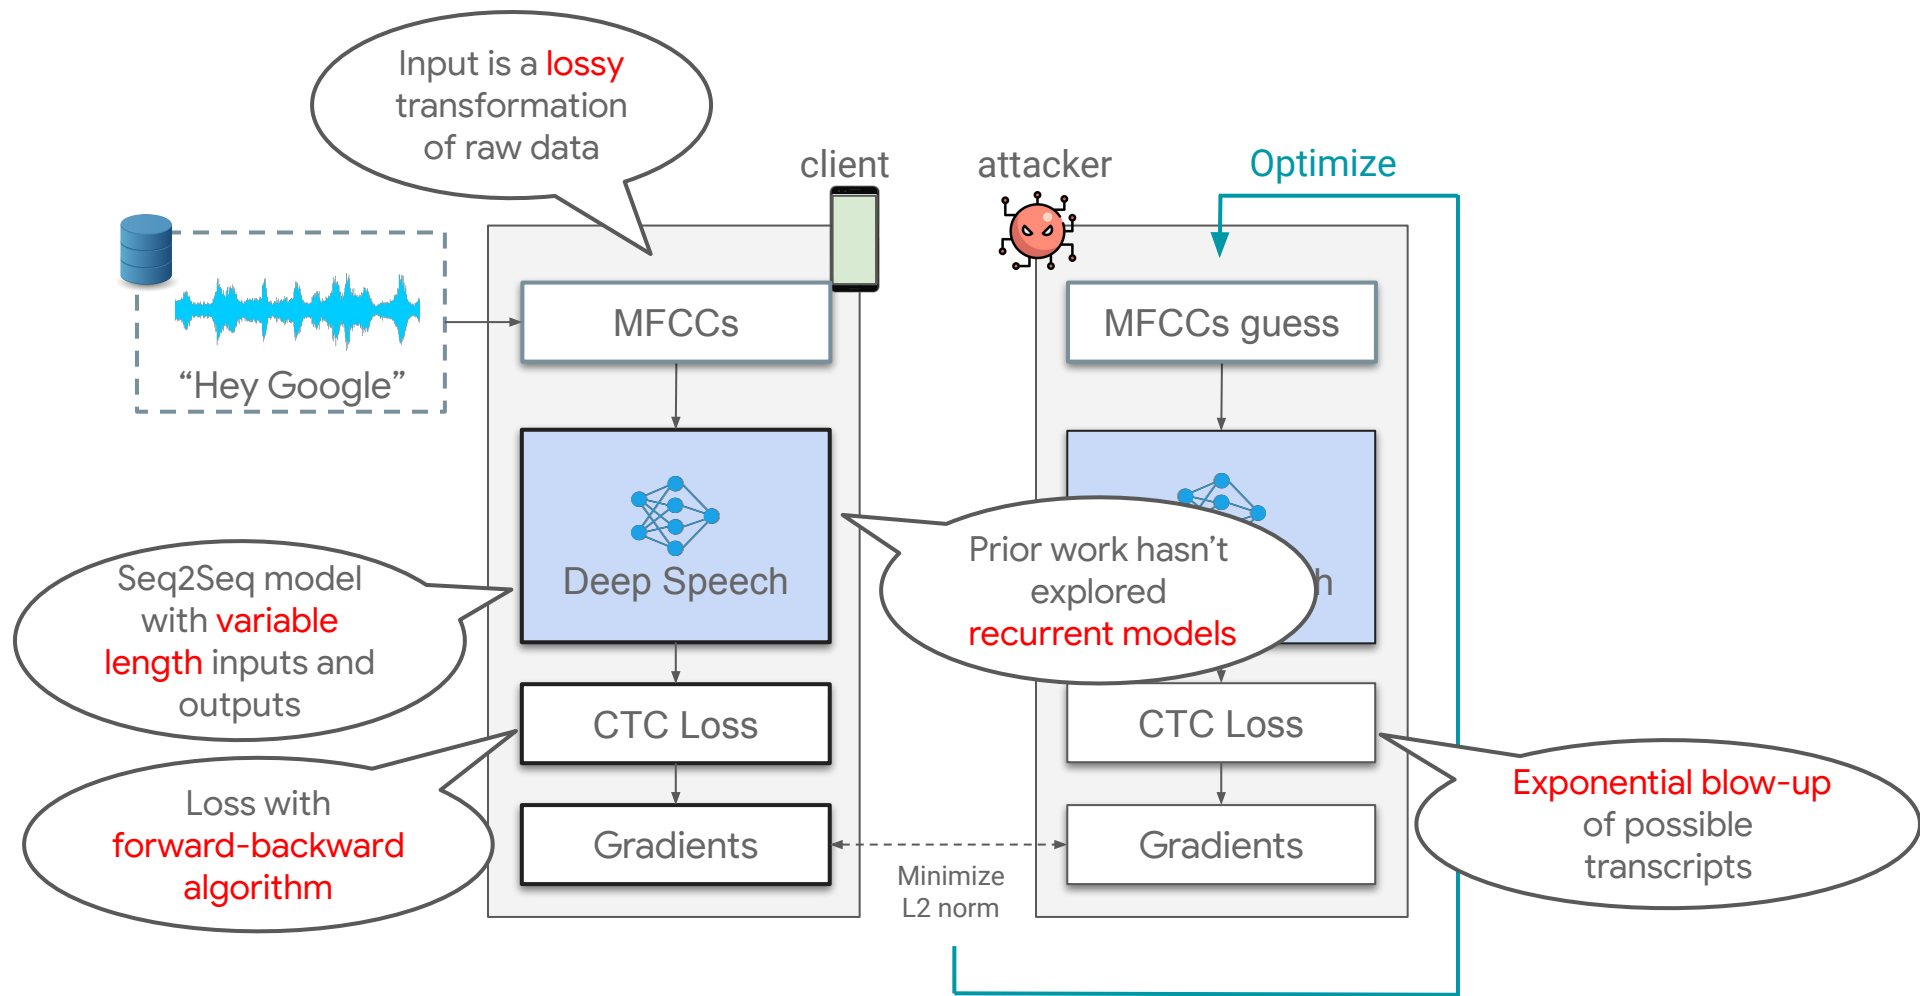 Input is a lossy
transformation
of raw data
client
attacker
Optimize
“Hey Google”
MFCCs
MFCCs guess
Deep Speech
Seq2Seq model
with variable
length inputs and
outputs
Prior work hasn’t
explored
recurrent models
h
CTC Loss
CTC Loss
Loss with
forward-backward
algorithm
Exponential blow-up
of possible
transcripts
Gradients
Gradients
Minimize
L2 norm